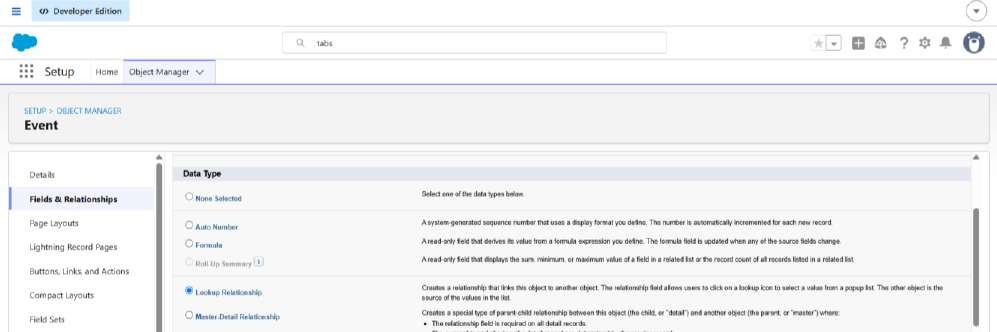 Developer Edition
tabs
Setup
Home
Object Manager
SETUP > OBJECT MANAGER
Event
Details
Fields & Relationships
Page Layouts
Lightning Record Pages
Buttons, Links, and Actions
Compact Layouts
Field Sets
Data Type
None Selected
Select one of the data types below.
Auto Number
A system-generated sequence number that uses a display format you define. The number is automatically incremented for each new record.
Formula
A read-only field that derives its value from a formula expression you define. The formula field is updated when any of the source fields change.
Roll-Up Summary
A read-only field that displays the sum, minimum, or maximum value of a field in a related list or the record count of all records listed in a related list.
Lookup Relationship
Creates a relationship that links this object to another object. The relationship field allows users to click on a lookup icon to select a value from a popup list. The other object is
the source of the values in the list.
Master-Detail Relationship
Creates a special type of parent-child relationship between this object (the child, or "detail") and another object (the parent, or "master") where:
• The relationship field is required on all detail records.